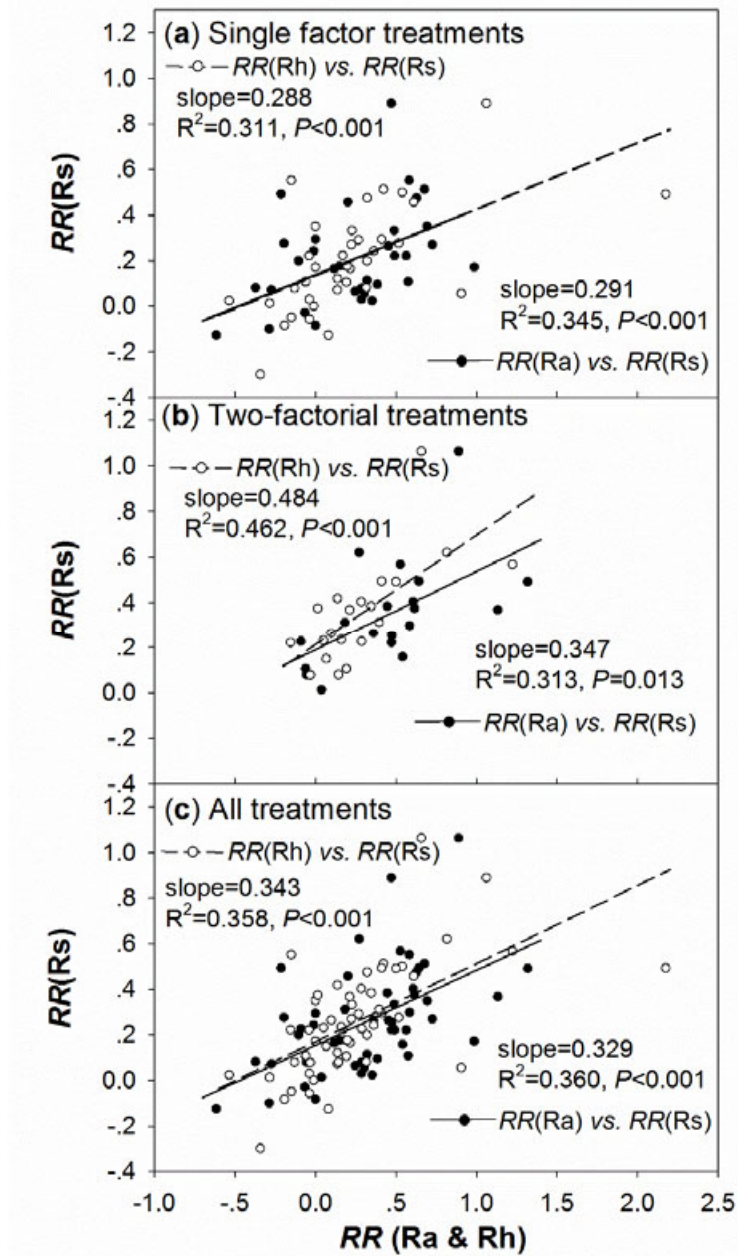 (a) Single factor treatments
RR(Rh) vs. RR(Rs)
slope=0.288
R²=0.311, P<0.001
slope=0.291
R²=0.345, P<0.001
RR(Ra) vs. RR(Rs)
1.2
1.0
.8
.6
.4
.2
0.0
-.2
-.4
RR(Rs)
(b) Two-factorial treatments
RR(Rh) vs. RR(Rs)
slope=0.484
R²=0.462, P<0.001
slope=0.347
R²=0.313, P=0.013
RR(Ra) vs. RR(Rs)
1.2
1.0
.8
.6
.4
.2
0.0
-.2
-.4
RR(Rs)
(c) All treatments
RR(Rh) vs. RR(Rs)
slope=0.343
R²=0.358, P<0.001
slope=0.329
R²=0.360, P<0.001
RR(Ra) vs. RR(Rs)
1.2
1.0
.8
.6
.4
.2
0.0
-.2
-.4
RR(Rs)
-1.0 -.5 0.0 .5 1.0 1.5 2.0 2.5
RR (Ra & Rh)